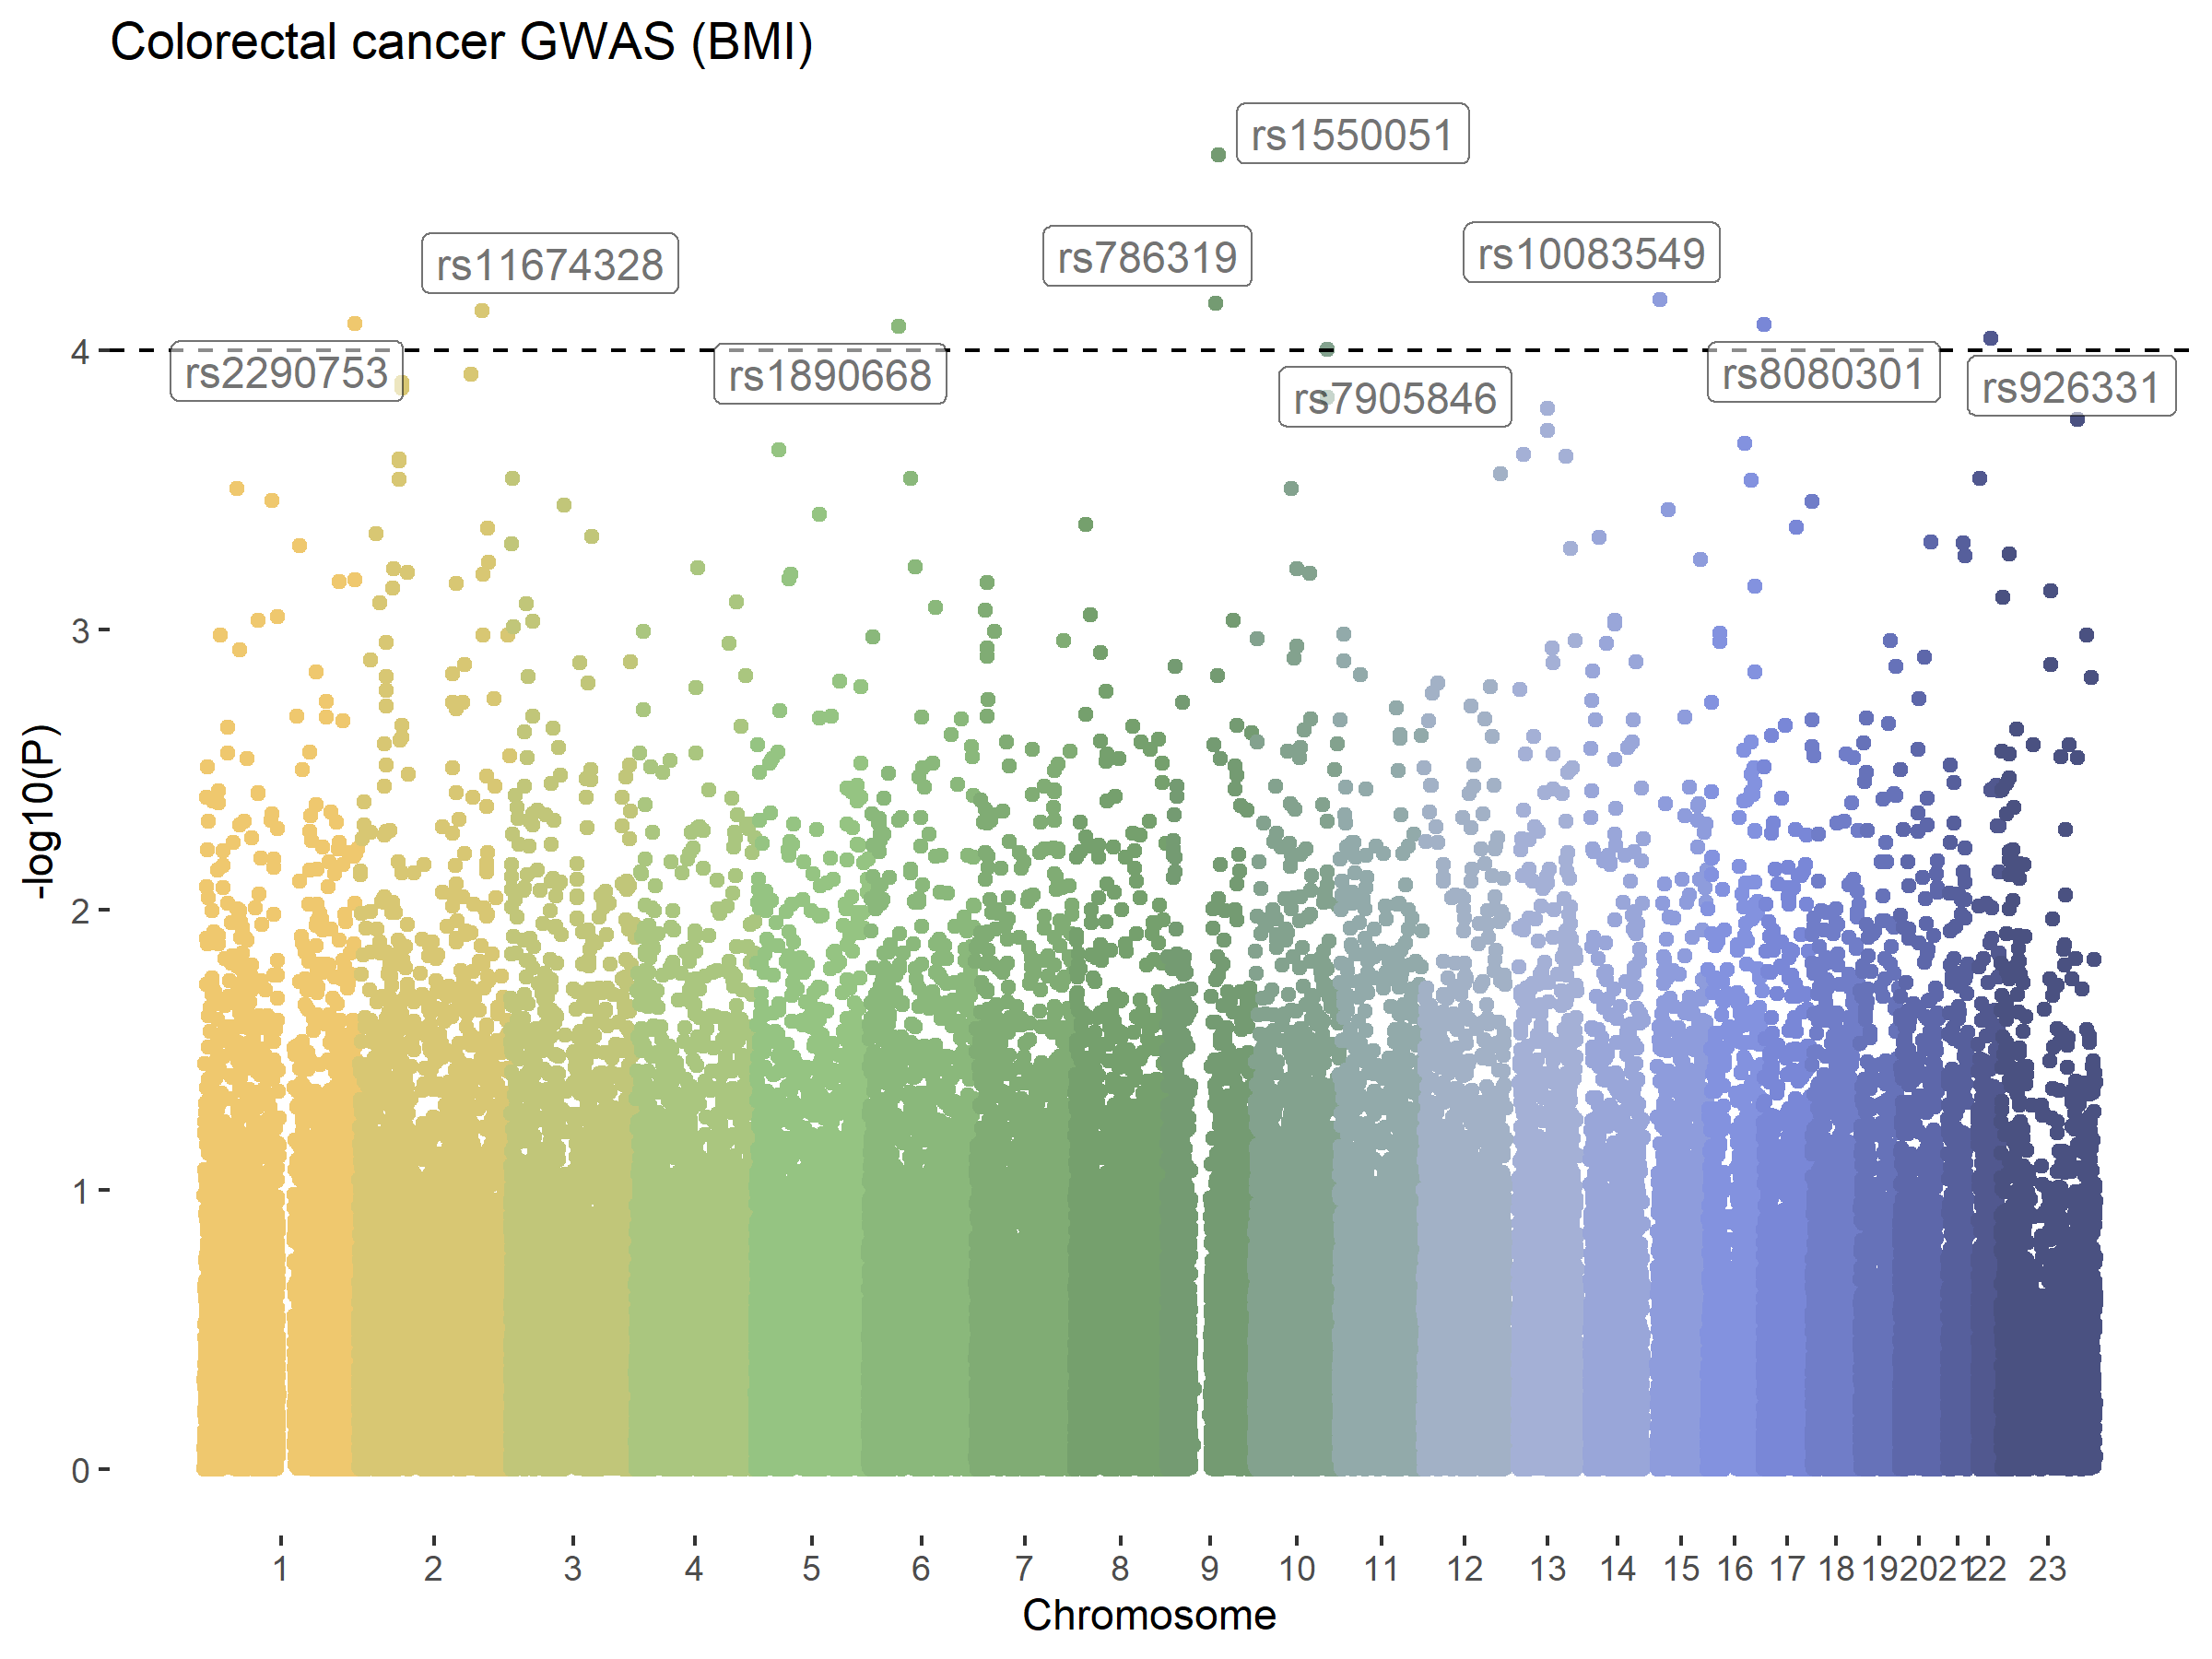 Colorectal cancer GWAS (BMI)
rs1550051
rs11674328
rs786319
rs10083549
rs2290753
rs1890668
rs7905846
rs8080301
rs926331
-log10(P)
4
3
2
1
0
1 2 3 4 5 6 7 8 9 10 11 12 13 14 15 16 17 18 19 20 21 22 23
Chromosome